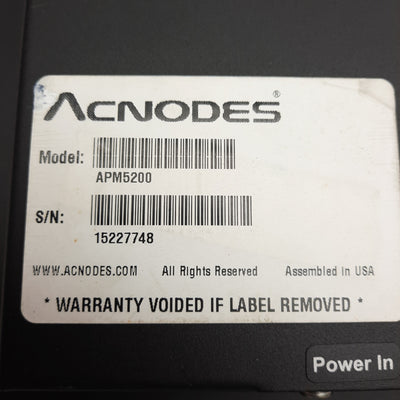 ACNODES®
Model:
APM5200
S/N:
15227748
WWW.ACNODES.COM All Rights Reserved Assembled In USA
* WARRANTY VOIDED IF LABEL REMOVED *
Power In